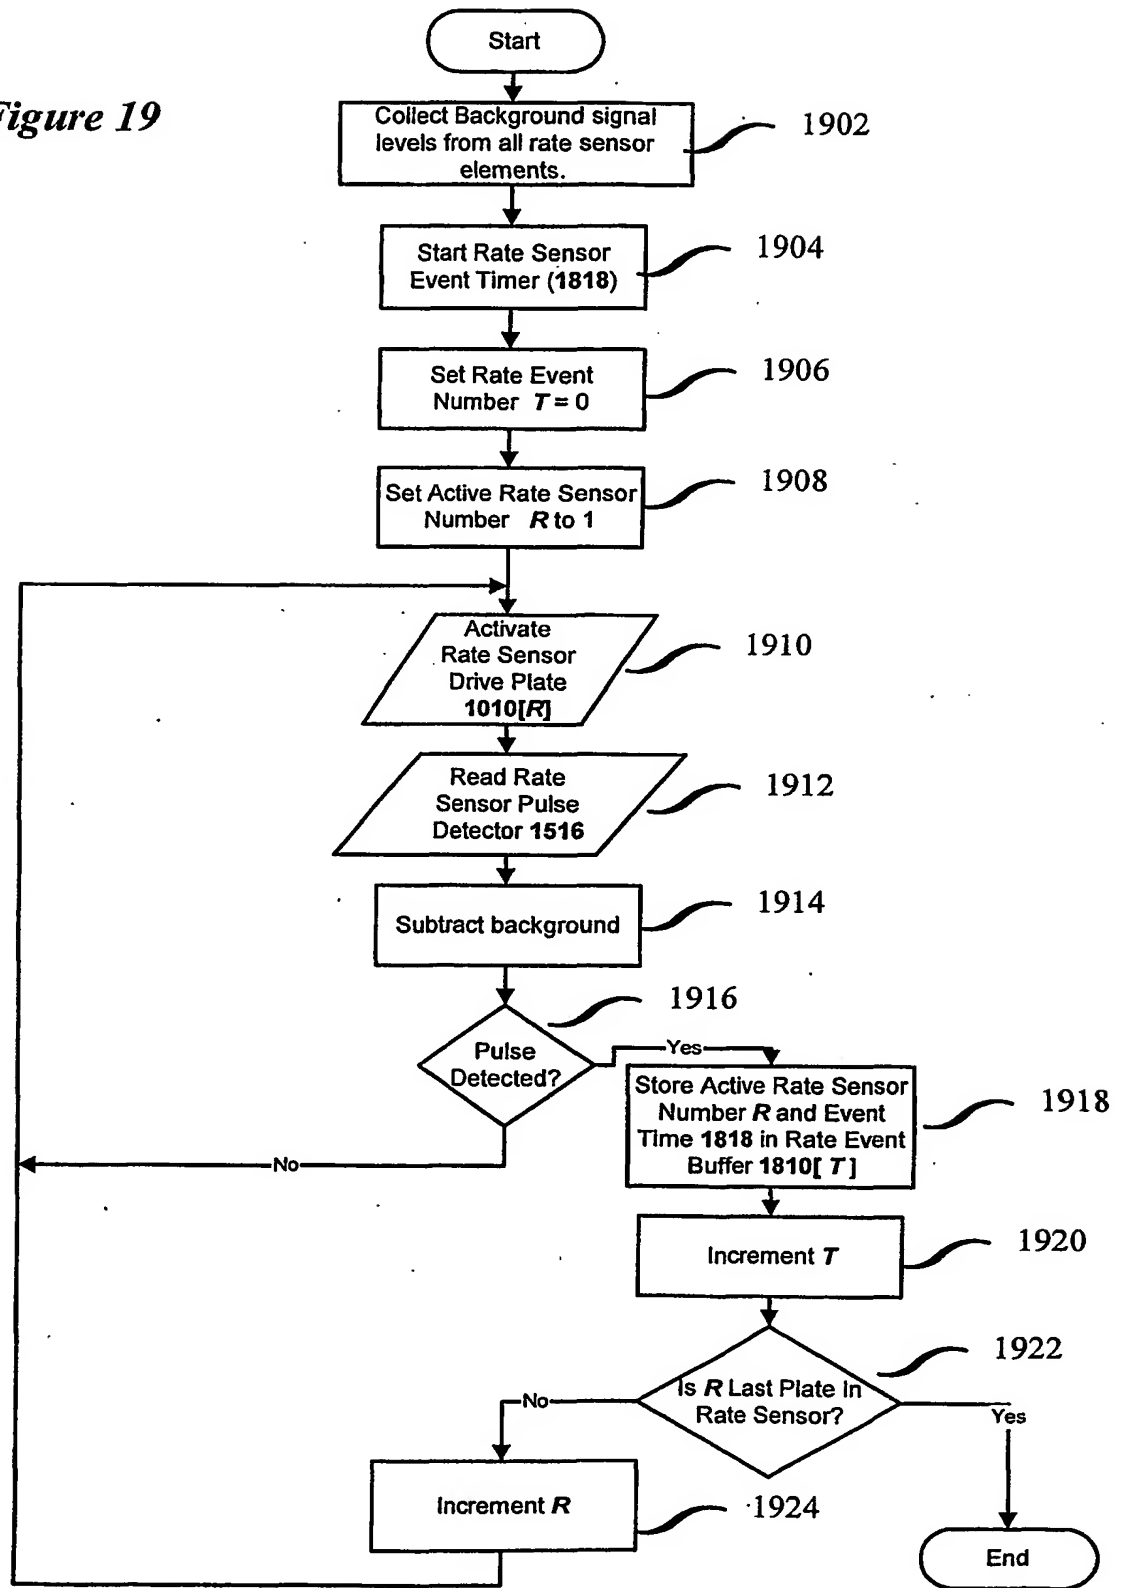 Start
Figure 19
Collect Background signal
levels from all rate sensor
elements.
1902
Start Rate Sensor
Event Timer (1818)
1904
Set Rate Event
Number T = 0
1906
Set Active Rate Sensor
Number R to 1
1908
Activate
Rate Sensor
Drive Plate
1010[R]
1910
Read Rate
Sensor Pulse
Detector 1516
1912
Subtract background
1914
1916
Pulse
Detected?
Yes
No
Store Active Rate Sensor
Number R and Event
Time 1818 in Rate Event
Buffer 1810[ T ]
1918
Increment T
1920
1922
Is R Last Plate in
Rate Sensor?
No
Yes
Increment R
1924
End